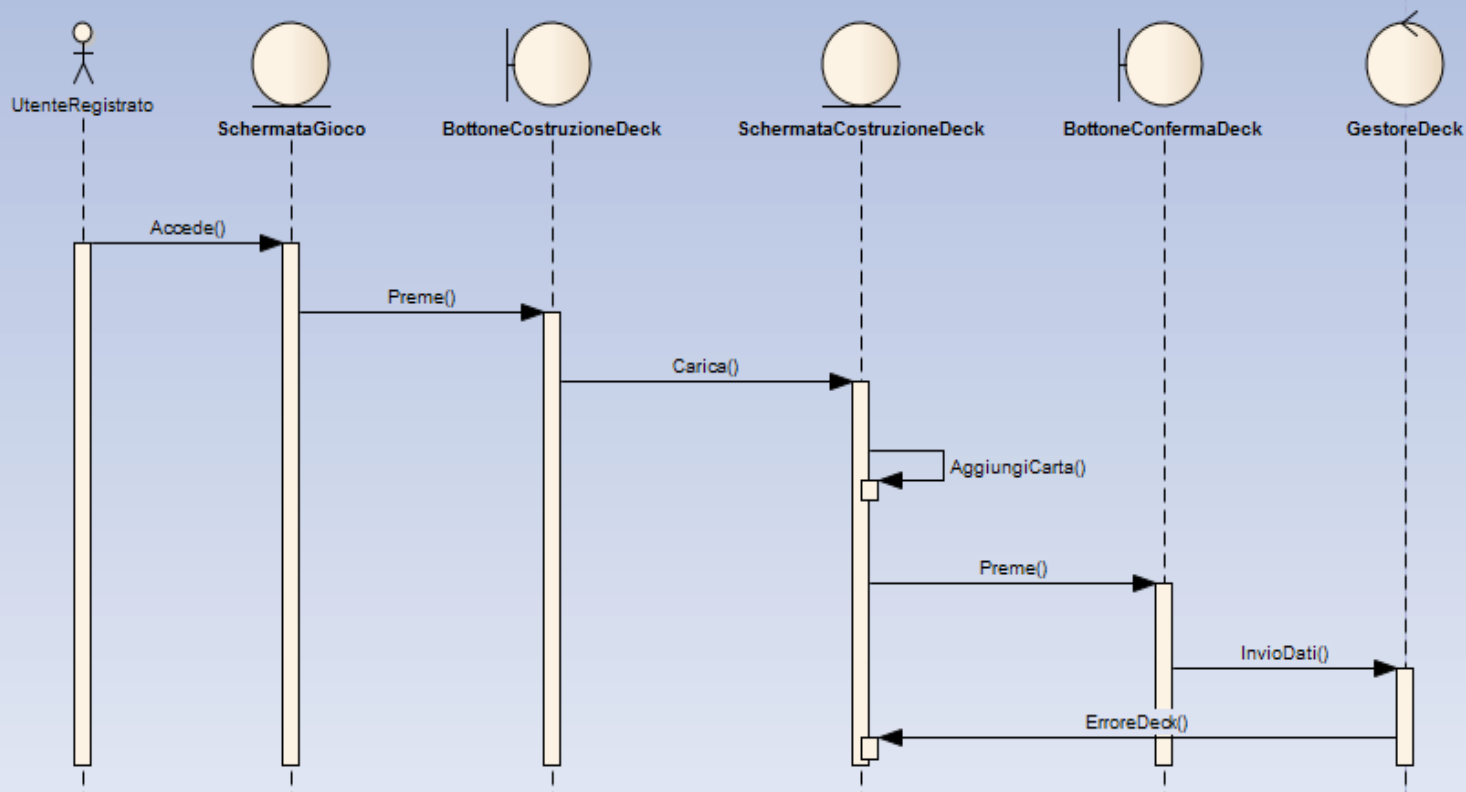 UtenteRegistrato
SchermataGioco
BottoneCostruzioneDeck
SchermataCostruzioneDeck
BottoneConfermaDeck
GestoreDeck
Accede()
Preme()
Carica()
AggiungiCarta()
Preme()
InvioDati()
ErroreDeck()